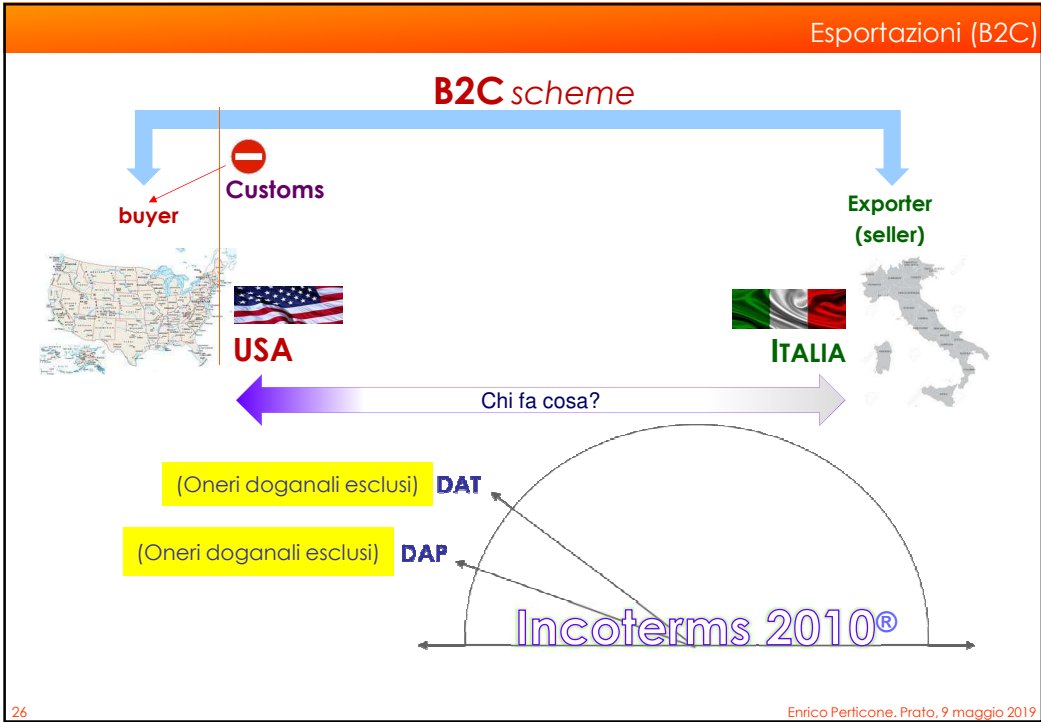 Esportazioni (B2C)
B2C scheme
Customs
buyer
Exporter
(seller)
USA
ITALIA
Chi fa cosa?
(Oneri doganali esclusi) DAT
(Oneri doganali esclusi) DAP
Incoterms 2010®
26
Enrico Perticone. Prato, 9 maggio 2019